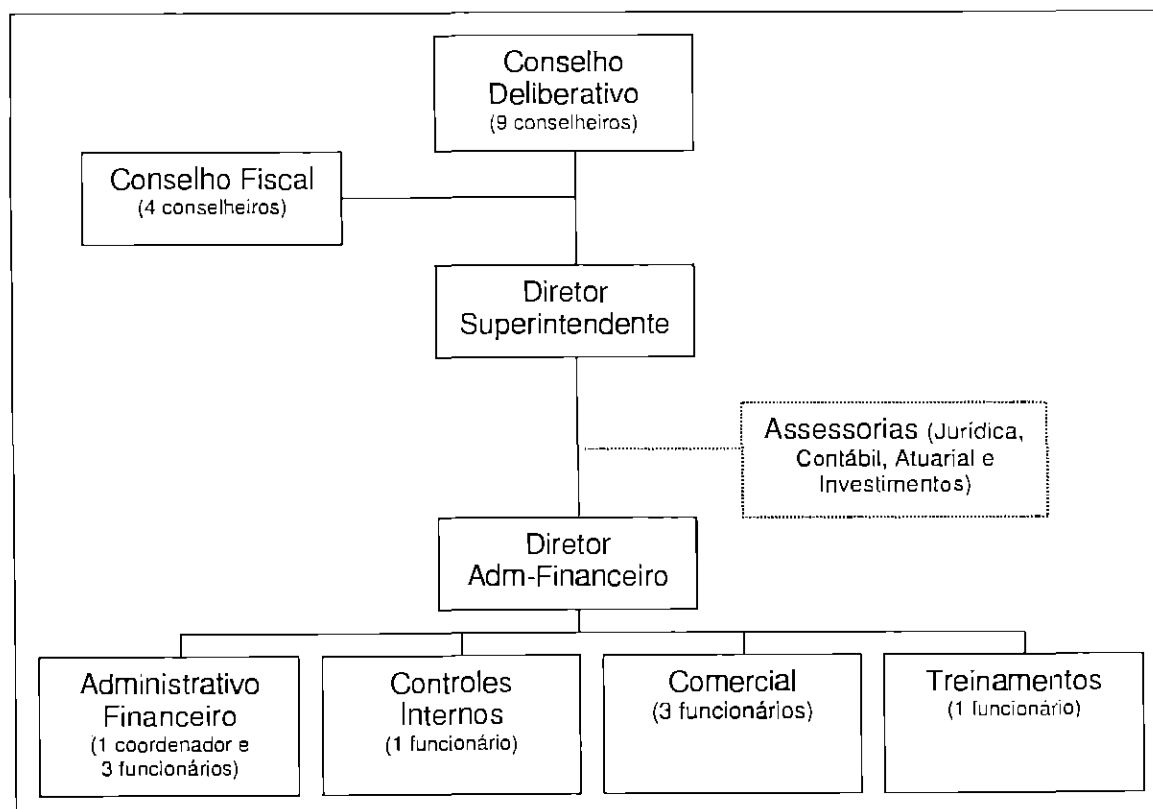 Conselho
Deliberativo
(9 conselheiros)
Conselho Fiscal
(4 conselheiros)
Diretor
Superintendente
Assessorias (Jurídica,
Contábil, Atuarial e
Investimentos)
Diretor
Adm-Financeiro
Administrativo
Financeiro
(1 coordenador e
3 funcionários)
Controles
Internos
(1 funcionário)
Comercial
(3 funcionários)
Treinamentos
(1 funcionário)